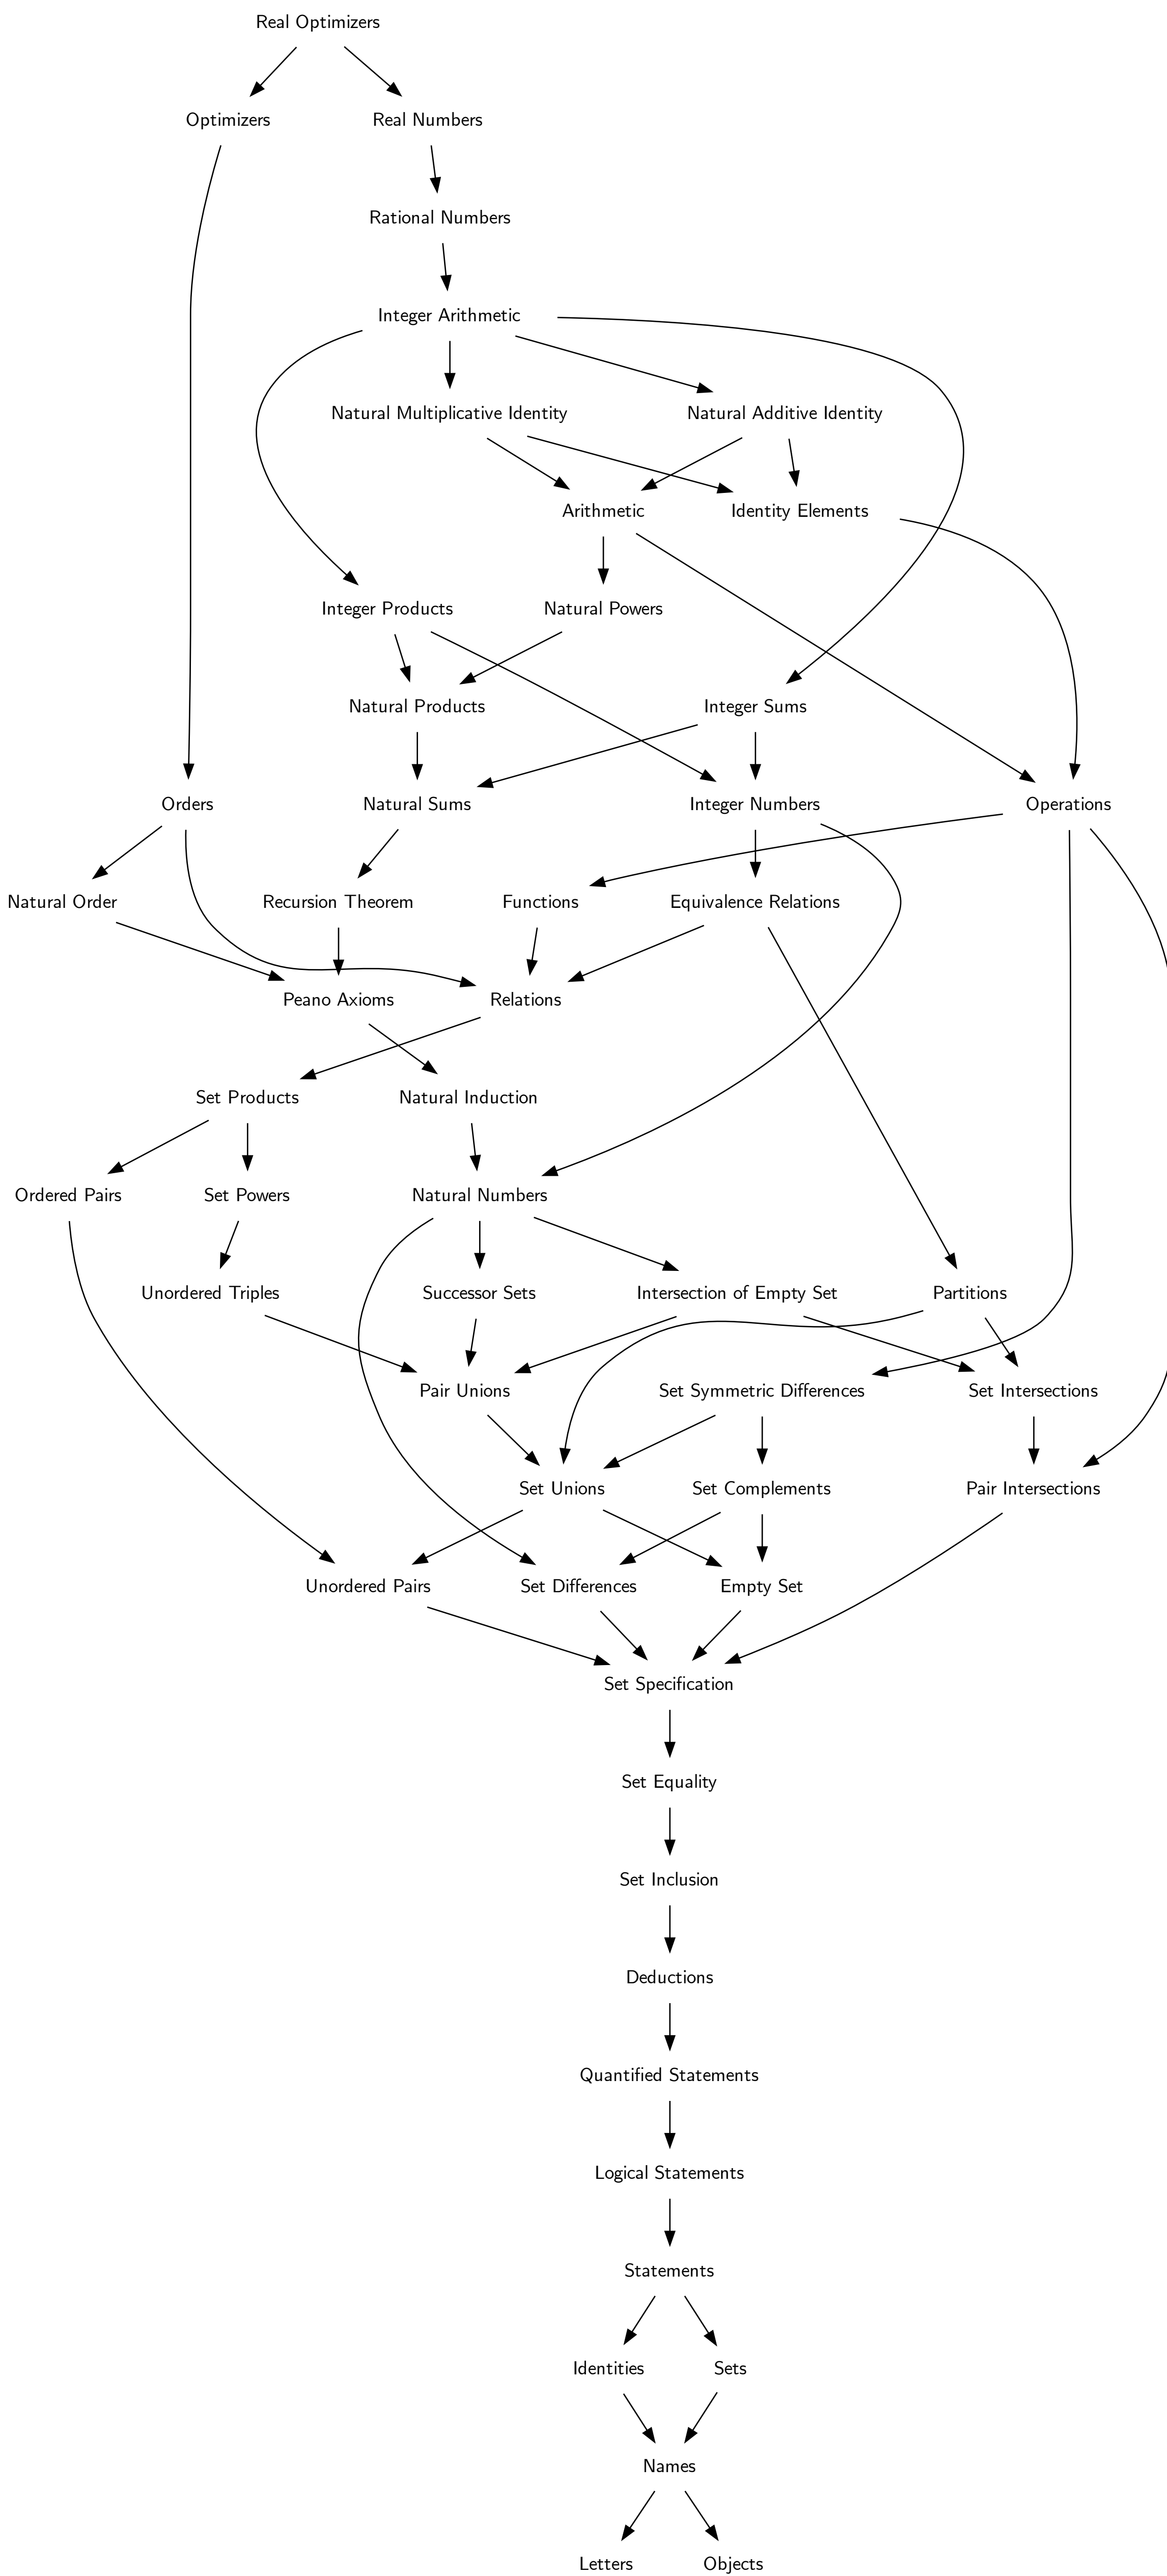 Real Optimizers
Optimizers
Real Numbers
Rational Numbers
Integer Arithmetic
Natural Multiplicative Identity
Natural Additive Identity
Arithmetic
Identity Elements
Integer Products
Natural Powers
Natural Products
Integer Sums
Orders
Natural Sums
Integer Numbers
Operations
Natural Order
Recursion Theorem
Functions
Equivalence Relations
Peano Axioms
Relations
Set Products
Natural Induction
Ordered Pairs
Set Powers
Natural Numbers
Unordered Triples
Successor Sets
Intersection of Empty Set
Partitions
Pair Unions
Set Symmetric Differences
Set Intersections
Set Unions
Set Complements
Pair Intersections
Unordered Pairs
Set Differences
Empty Set
Set Specification
Set Equality
Set Inclusion
Deductions
Quantified Statements
Logical Statements
Statements
Identities
Sets
Names
Letters
Objects